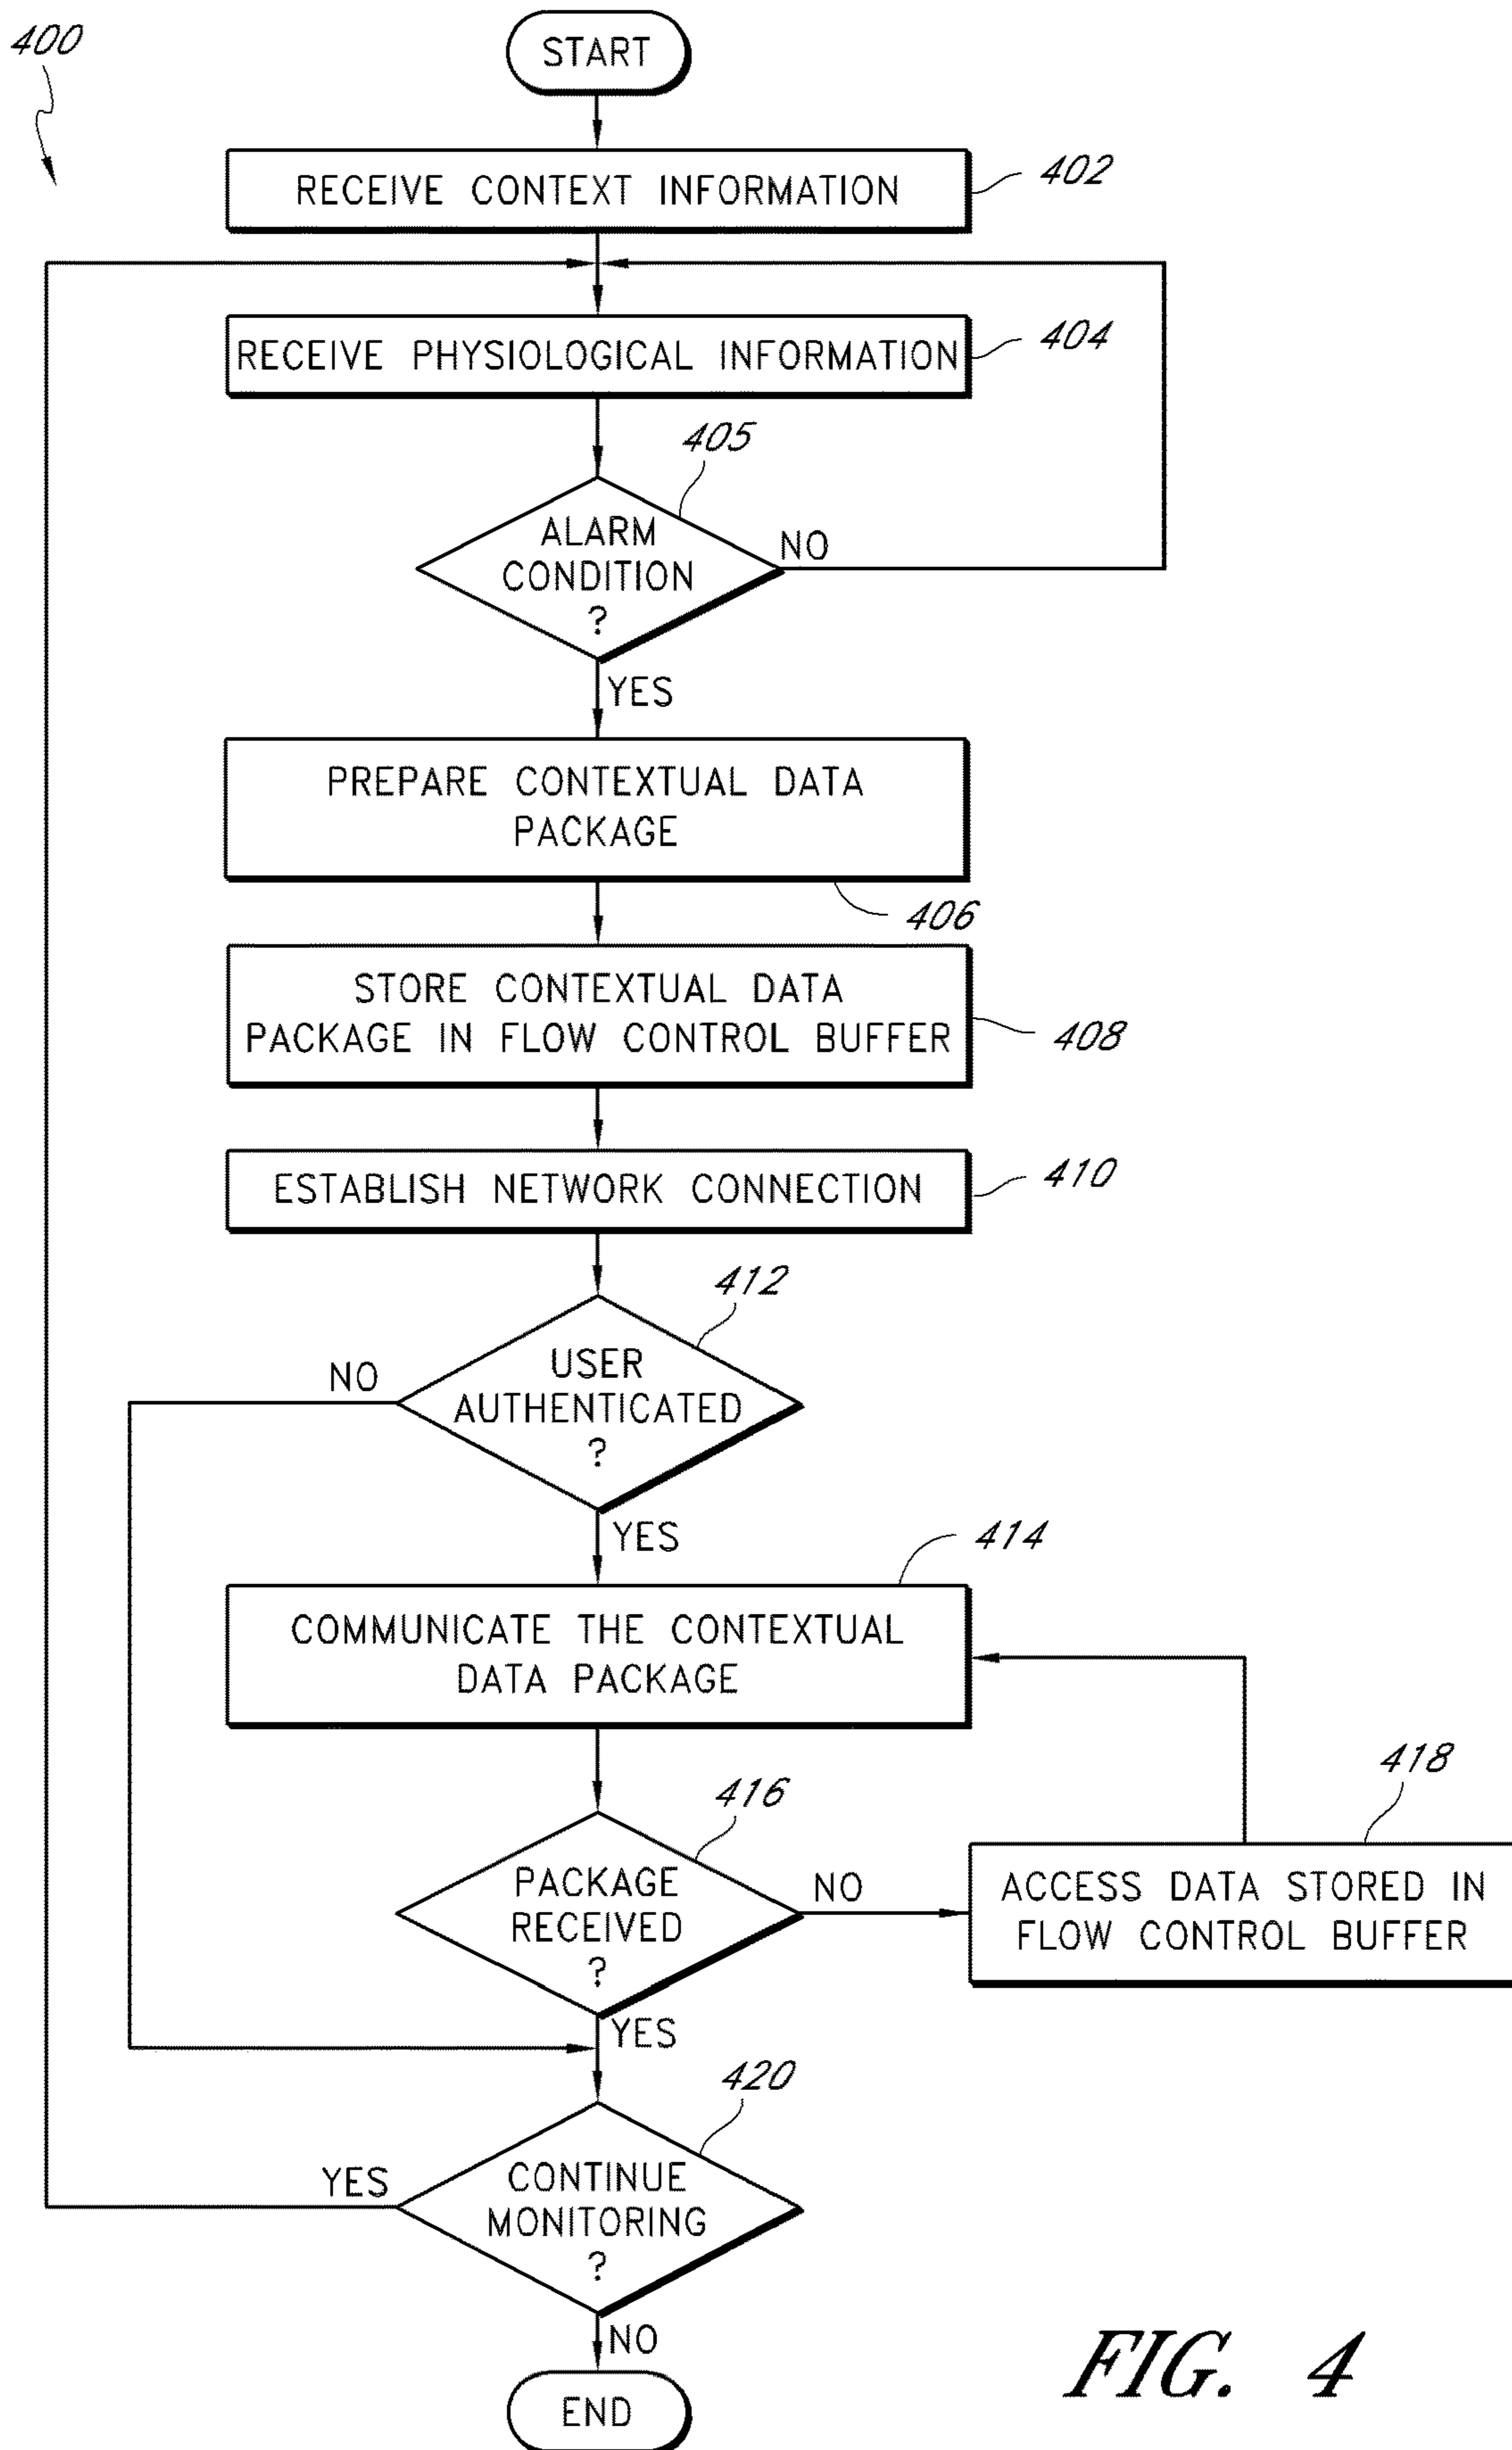 400
START
RECEIVE CONTEXT INFORMATION
402
RECEIVE PHYSIOLOGICAL INFORMATION
404
405
ALARM
CONDITION
?
NO
YES
PREPARE CONTEXTUAL DATA
PACKAGE
406
STORE CONTEXTUAL DATA
PACKAGE IN FLOW CONTROL BUFFER
408
ESTABLISH NETWORK CONNECTION
410
412
USER
AUTHENTICATED
?
NO
YES
414
COMMUNICATE THE CONTEXTUAL
DATA PACKAGE
416
PACKAGE
RECEIVED
?
NO
418
ACCESS DATA STORED IN
FLOW CONTROL BUFFER
YES
420
CONTINUE
MONITORING
?
YES
NO
END
FIG. 4